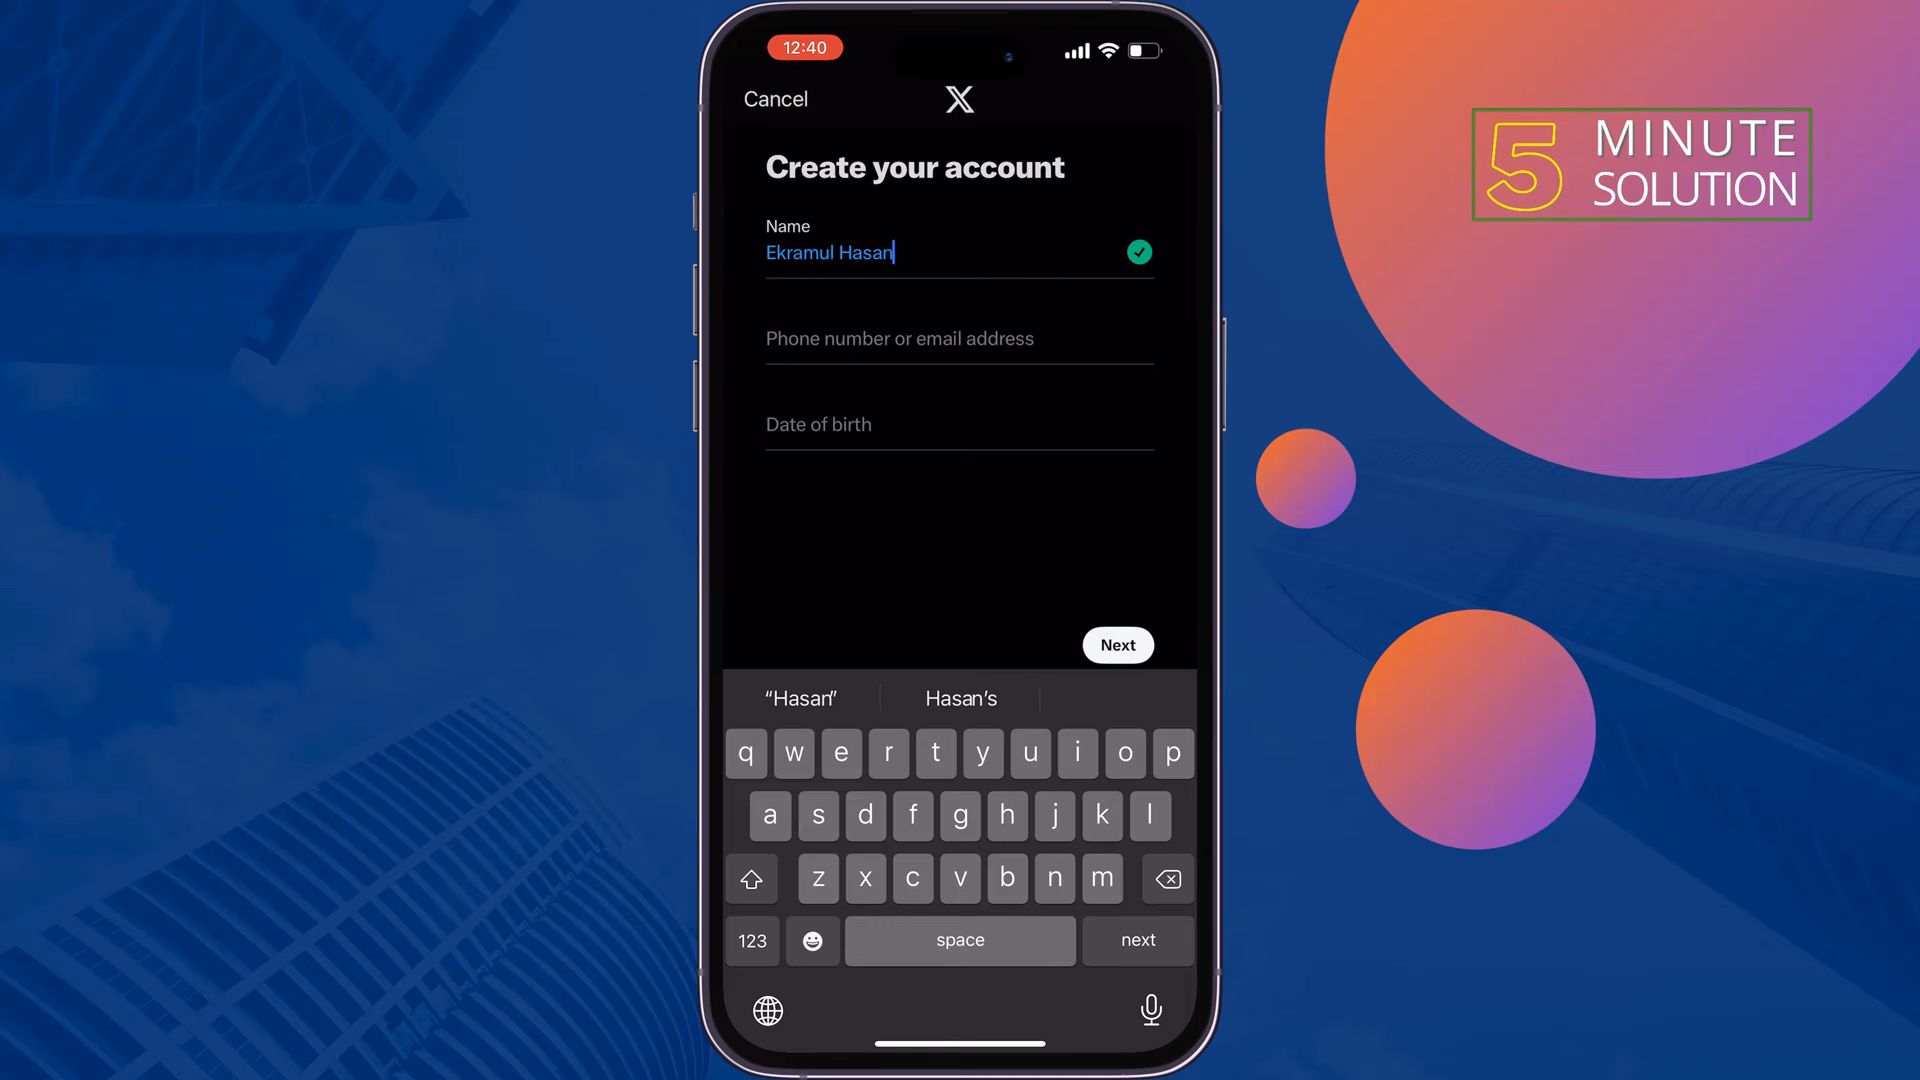 12:40
Cancel
X
Create your account
Name
Ekramul Hasan
Phone number or email address
Date of birth
Next
“Hasan” Hasan’s
q w e r t y u i o p
a s d f g h j k l
z x c v b n m
123 space next
5 MINUTE
SOLUTION